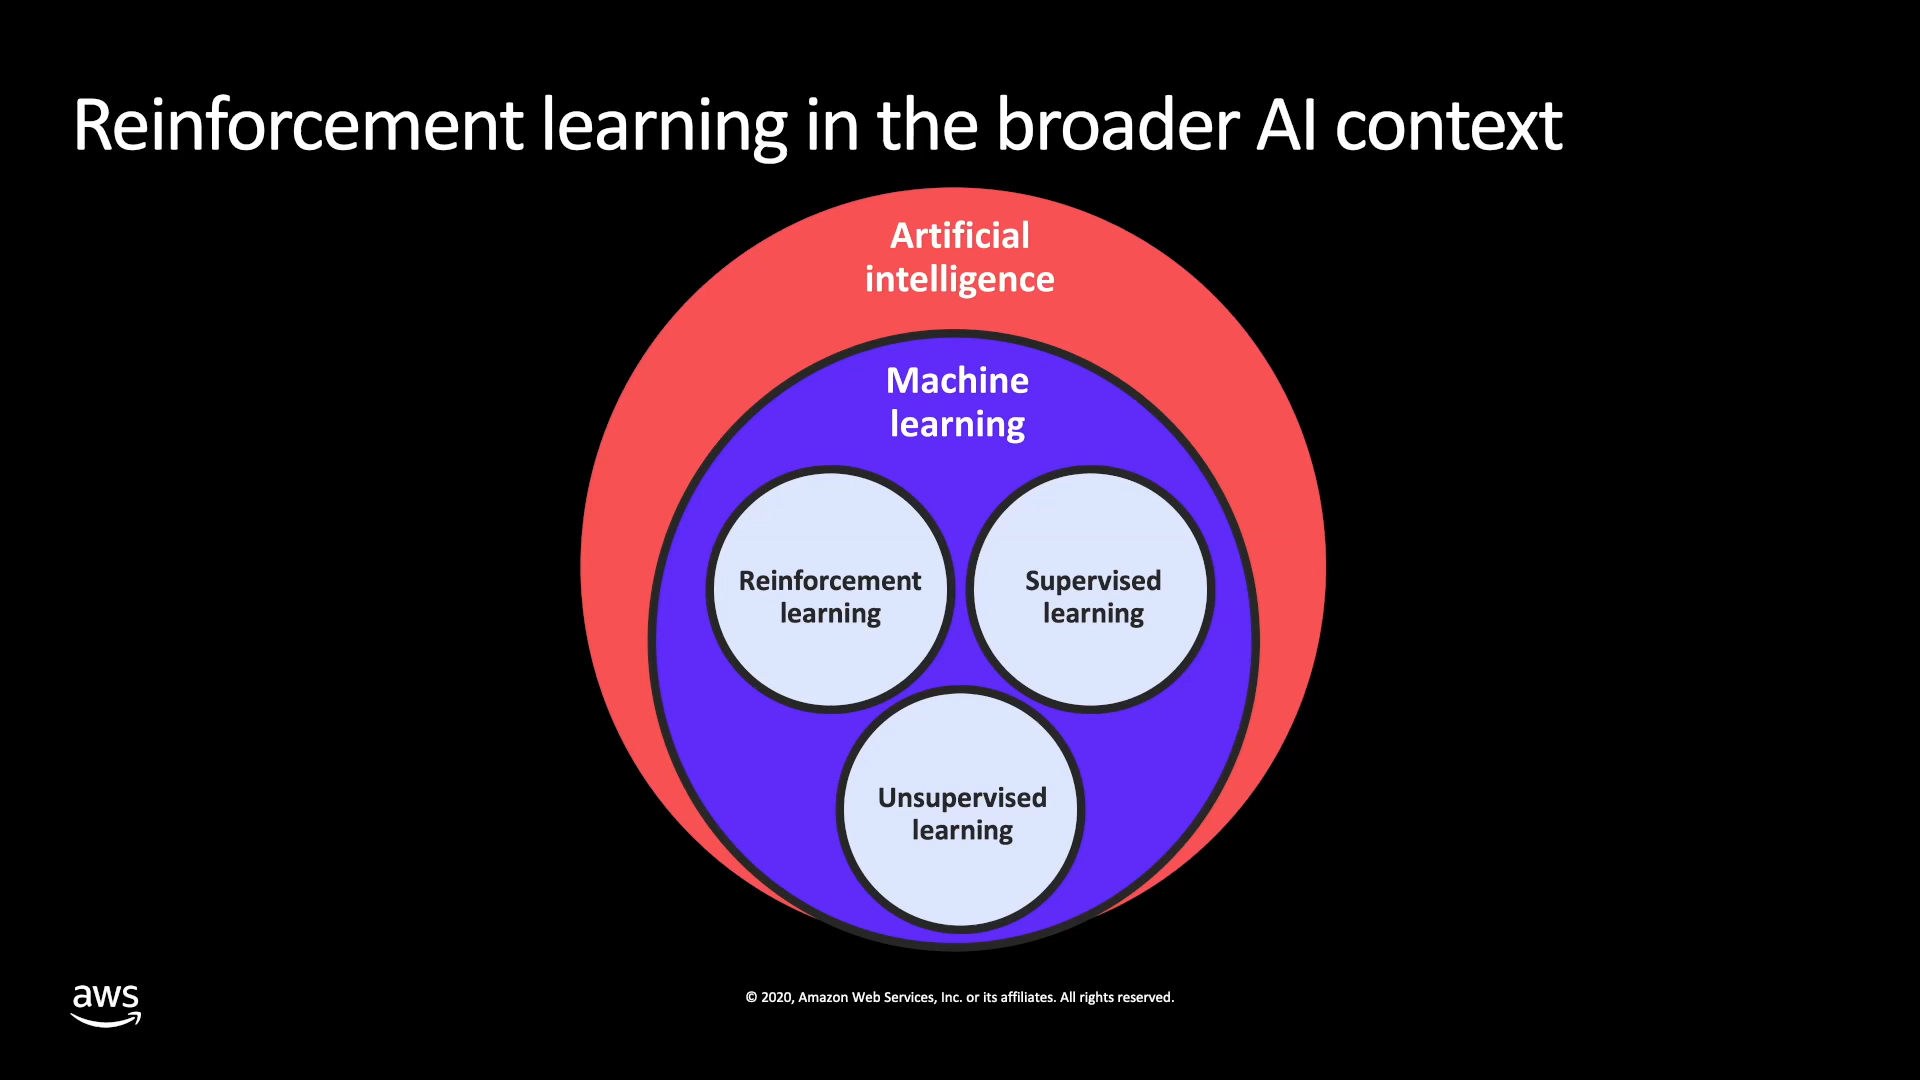 Reinforcement learning in the broader AI context
Artificial
intelligence
Machine
learning
Reinforcement
learning
Supervised
learning
Unsupervised
learning
aws
© 2020, Amazon Web Services, Inc. or its affiliates. All rights reserved.